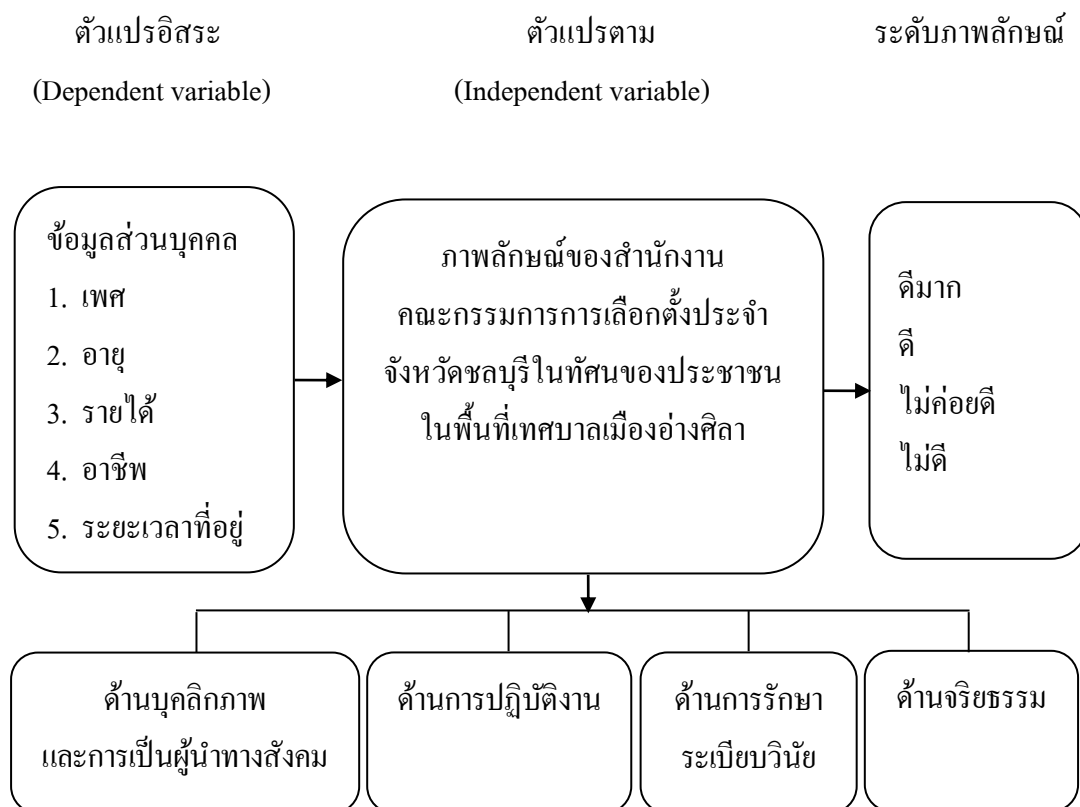 ตัวแปรอิสระ
(Dependent variable)
ตัวแปรตาม
(Independent variable)
ระดับภาพลักษณ์
ข้อมูลส่วนบุคคล
1. เพศ
2. อายุ
3. รายได้
4. อาชีพ
5. ระยะเวลาที่อยู่
ภาพลักษณ์ของสำนักงาน
คณะกรรมการการเลือกตั้งประจำ
จังหวัดชลบุรีในทัศนของประชาชน
ในพื้นที่เทศบาลเมืองอ่างศิลา
ดีมาก
ดี
ไม่ค่อยดี
ไม่ดี
ด้านบุคลิกภาพ
และการเป็นผู้นำทางสังคม
ด้านการปฏิบัติงาน
ด้านการรักษา
ระเบียบวินัย
ด้านจริยธรรม